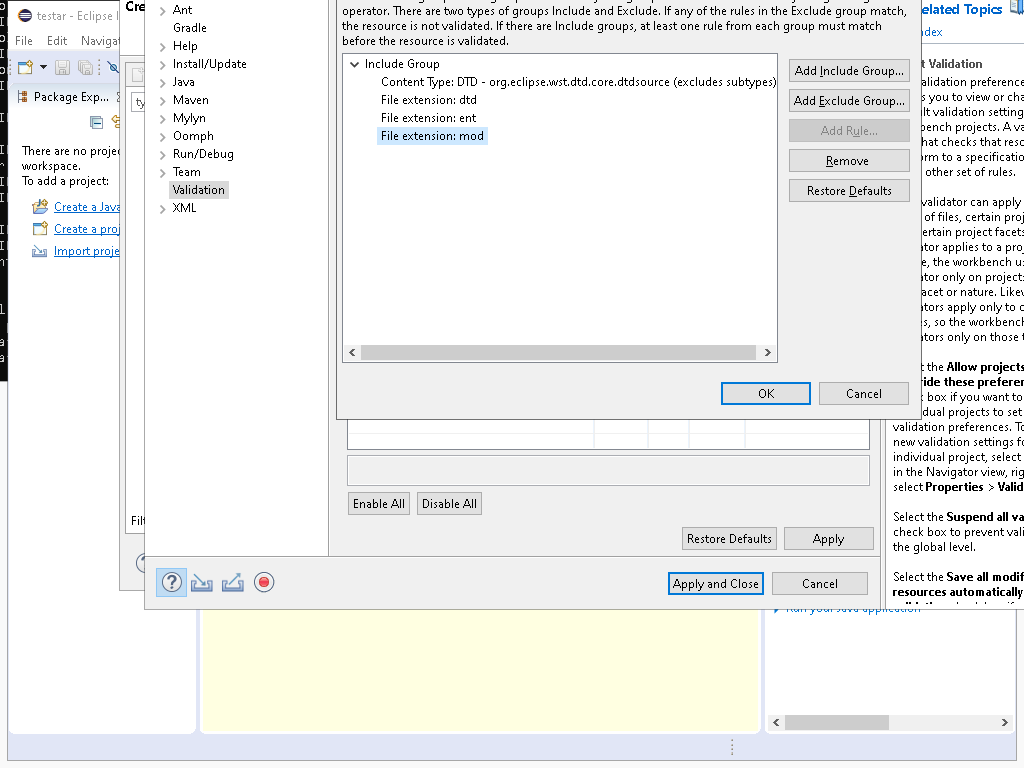 testar - Eclipse I
File Edit Navigat
Package Exp...
There are no projec
workspace.
To add a project:
Create a Java
Create a proj
Import proje
Cre
ty
Filt
Ant
Gradle
Help
Install/Update
Java
Maven
Mylyn
Oomph
Run/Debug
Team
Validation
XML
operator. There are two types of groups Include and Exclude. If any of the rules in the Exclude group match,
the resource is not validated. If there are Include groups, at least one rule from each group must match
before the resource is validated.
Include Group
Content Type: DTD - org.eclipse.wst.dtd.core.dtdsource (excludes subtypes)
File extension: dtd
File extension: ent
File extension: mod
Add Include Group...
Add Exclude Group...
Add Rule...
Remove
Restore Defaults
OK
Cancel
Enable All
Disable All
Restore Defaults
Apply
Apply and Close
Cancel
elated Topics
dex
t Validation
alidation preference
s you to view or cha
ult validation setting
bench projects. A va
hat checks that reso
orm to a specification
other set of rules.
validator can apply
of files, certain proj
ertain project facets
ator applies to a proj
e, the workbench us
ator only on projects
acet or nature. Likew
ators apply only to c
s, so the workbench
ators only on those t
t the Allow projects
ride these preferen
k box if you want to
dual projects to set
validation preferences. To
new validation settings fo
individual project, select
in the Navigator view, rig
select Properties > Valid
Select the Suspend all va
check box to prevent vali
the global level.
Select the Save all modif
resources automatically
Run your Java application